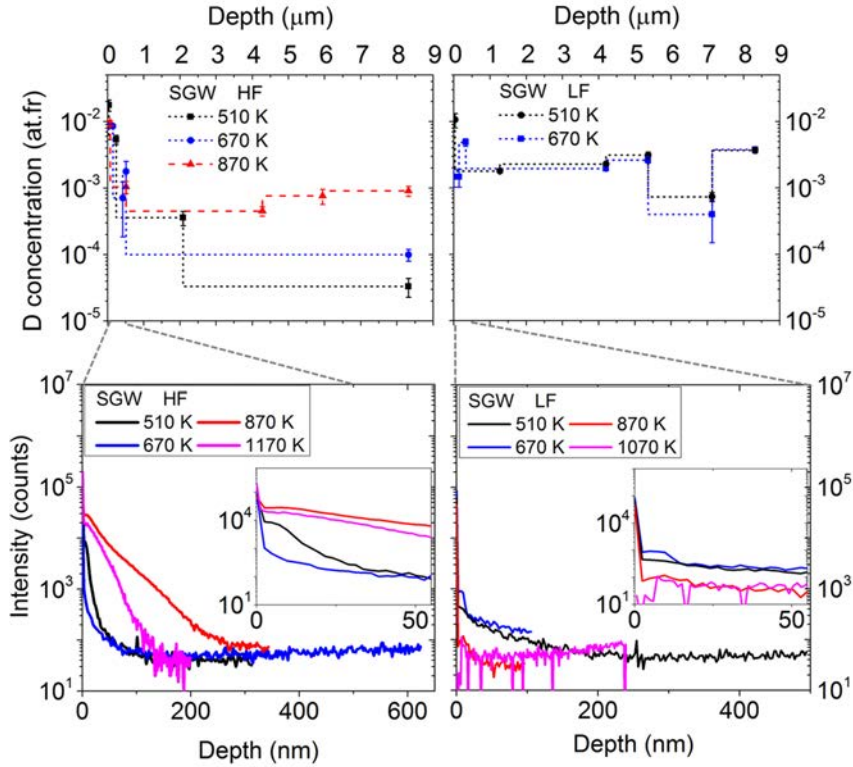 Depth (μm)
0 1 2 3 4 5 6 7 8 9
Depth (μm)
0 1 2 3 4 5 6 7 8 9
D concentration (at.fr)
10⁻²
10⁻³
10⁻⁴
10⁻⁵
SGW HF
510 K
670 K
870 K
SGW LF
510 K
670 K
10⁻²
10⁻³
10⁻⁴
10⁻⁵
Intensity (counts)
10⁷
10⁵
10³
10¹
SGW HF
510 K 870 K
670 K 1170 K
10⁴
10¹
0 50
0 200 400 600
Depth (nm)
SGW LF
510 K 870 K
670 K 1070 K
10⁴
10¹
0 50
10⁷
10⁵
10³
10¹
0 200 400
Depth (nm)